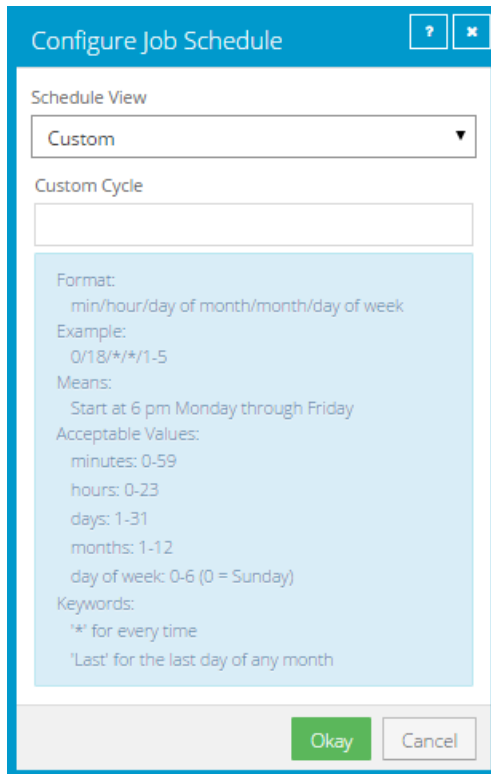 Configure Job Schedule
?
Schedule View
Custom
Custom Cycle
Format:
min/hour/day of month/month/day of week
Example:
0/18/*/*/1-5
Means:
Start at 6 pm Monday through Friday
Acceptable Values:
minutes: 0-59
hours: 0-23
days: 1-31
months: 1-12
day of week: 0-6 (0 = Sunday)
Keywords:
'*' for every time
'Last' for the last day of any month
Okay
Cancel